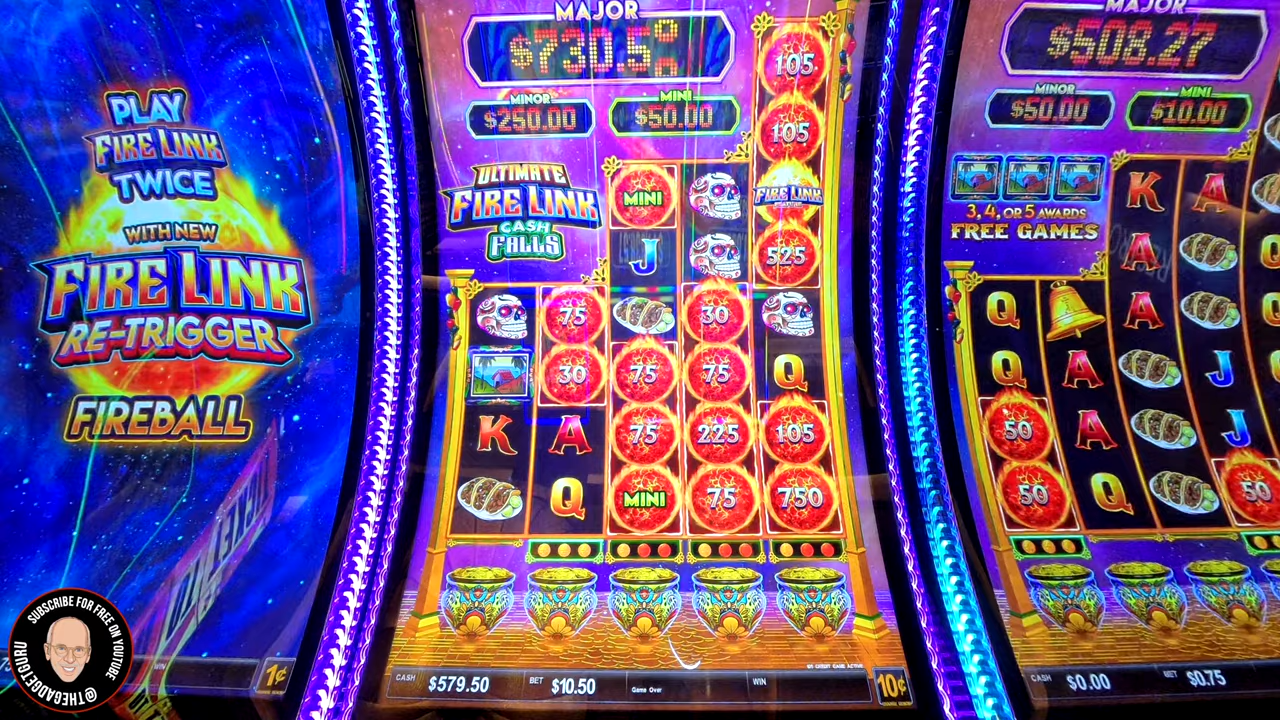 PLAY
FIRE LINK
TWICE
WITH NEW
FIRE LINK
RE-TRIGGER
FIREBALL
WIN
1¢
SUBSCRIBE FOR FREE ON YOUTUBE
@THEGADGETGURU
MAJOR
MINOR
$250.00
MINI
$50.00
ULTIMATE
FIRE LINK
CASH
FALLS
105
105
FIRE LINK
525
MINI
J
75
30
30
75
75
Q
K
A
75
225
105
Q
MINI
75
750
CASH $579.50 BET $10.50 Game Over WIN
10¢
MAJOR
$508.27
MINOR
$50.00
MINI
$10.00
3, 4, OR 5 AWARDS
FREE GAMES
K A
A
Q A Q
Q A J
50 A J
50 Q 50
CASH $0.00 BET $0.75